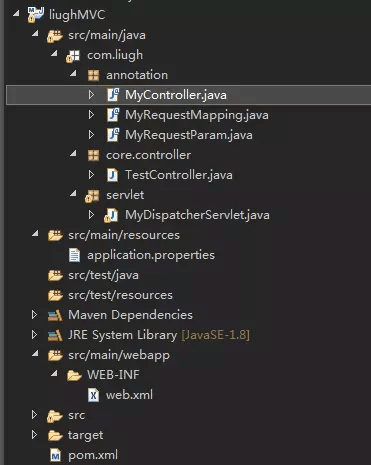 liughMVC
src/main/java
com.liugh
annotation
MyController.java
MyRequestMapping.java
MyRequestParam.java
core.controller
TestController.java
servlet
MyDispatcherServlet.java
src/main/resources
application.properties
src/test/java
src/test/resources
Maven Dependencies
JRE System Library [JavaSE-1.8]
src/main/webapp
WEB-INF
web.xml
src
target
pom.xml